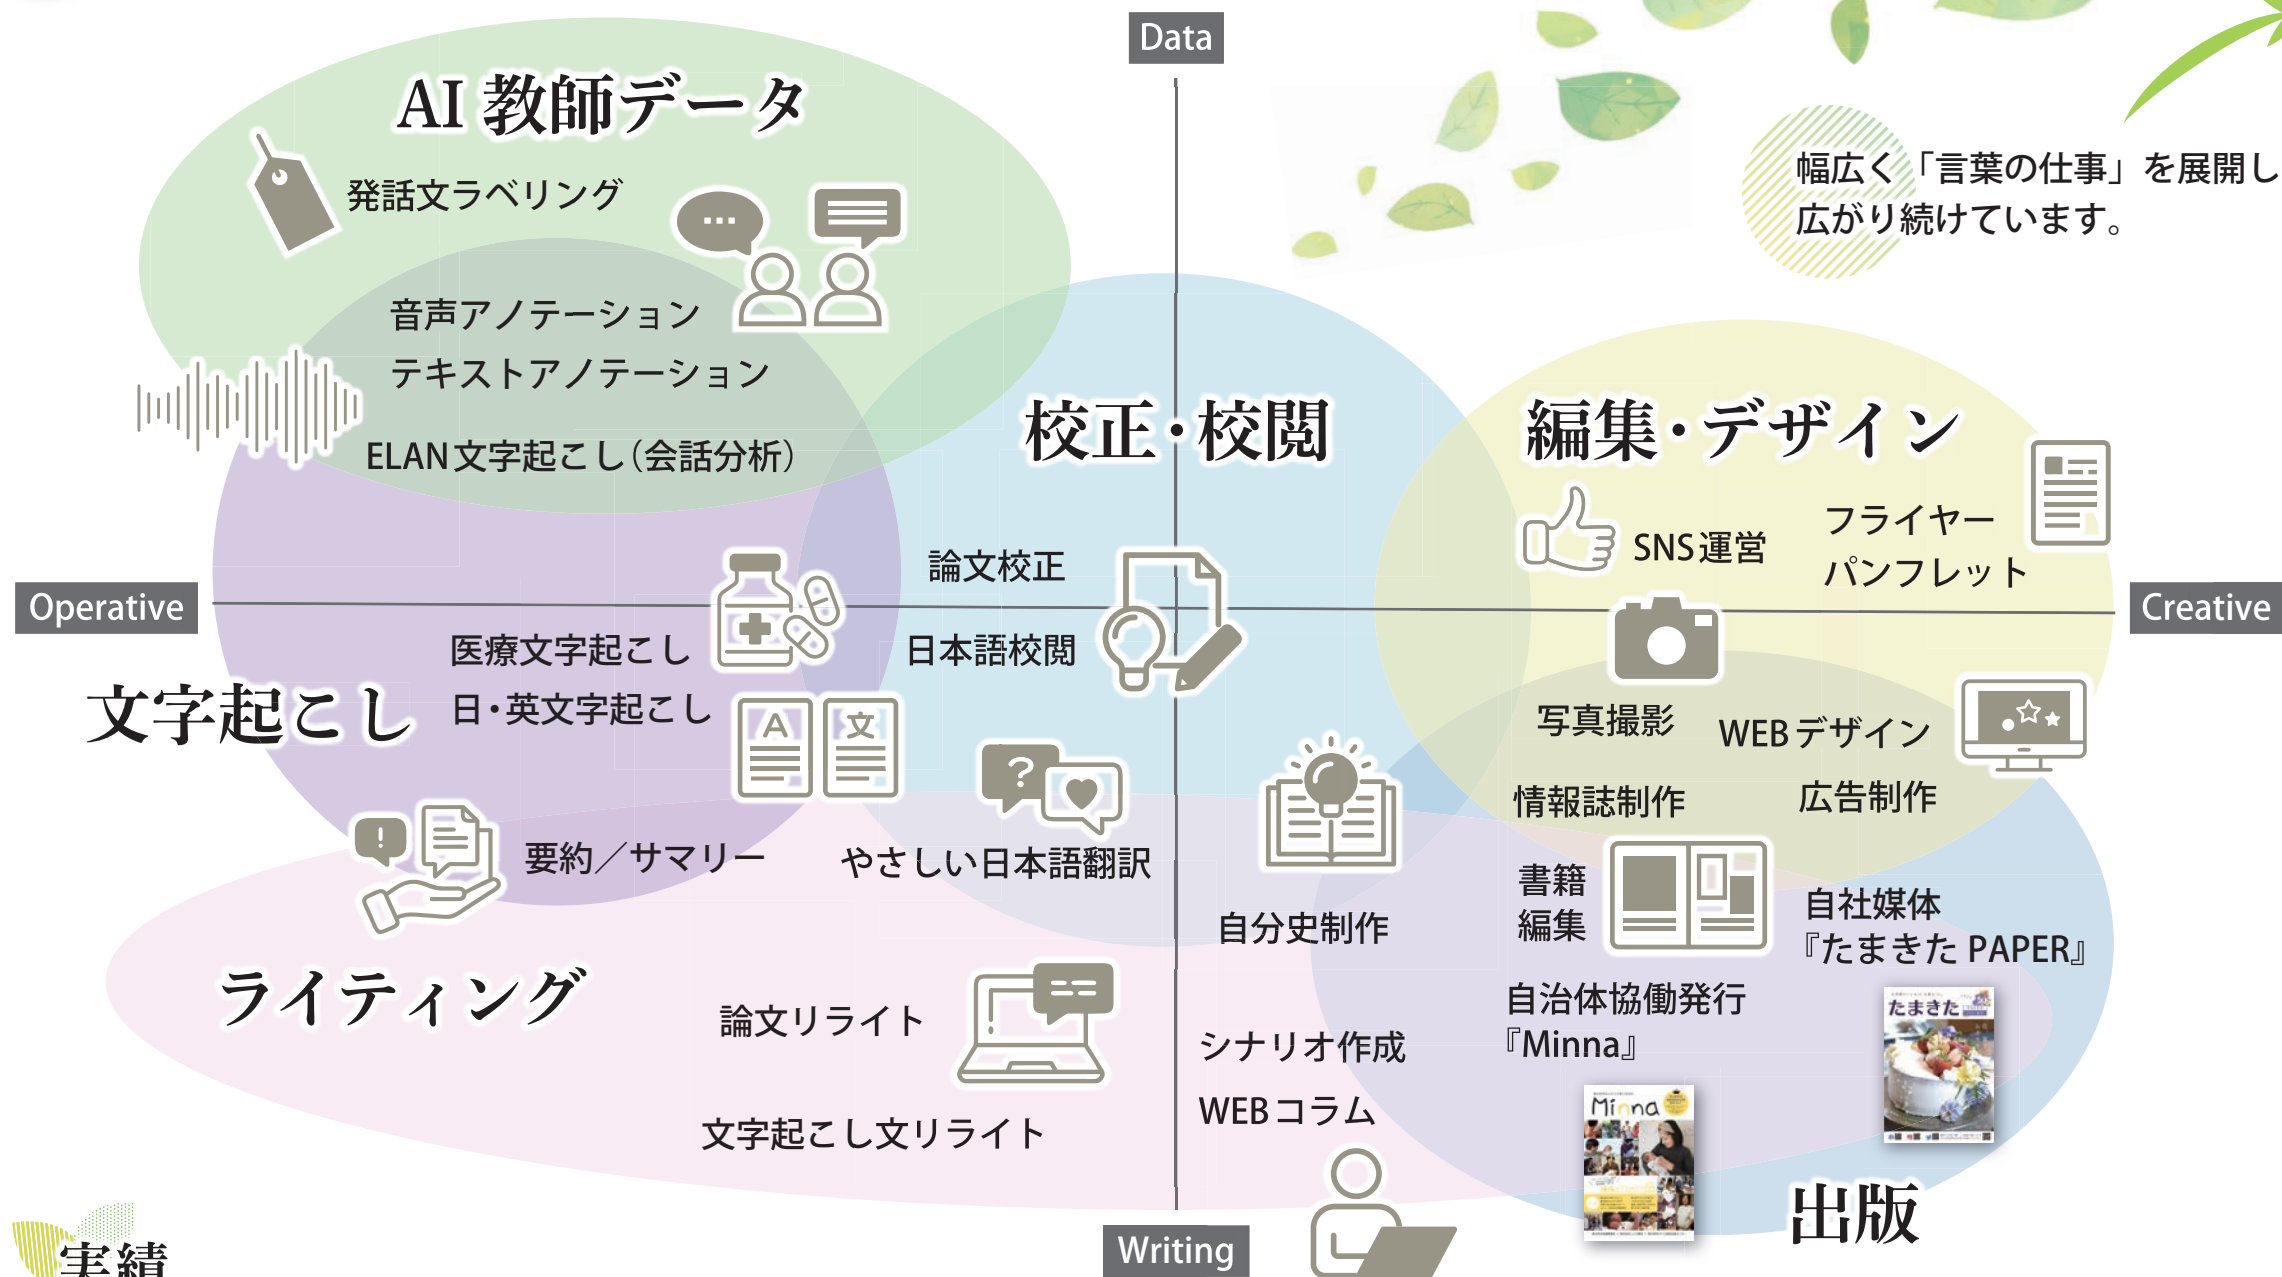 Data
AI 教師データ
発話文ラベリング
幅広く「言葉の仕事」を展開し
広がり続けています。
音声アノテーション
テキストアノテーション
ELAN文字起こし（会話分析）
校正・校閲
編集・デザイン
SNS運営
フライヤー
パンフレット
論文校正
Operative
Creative
日本語校閲
医療文字起こし
日・英文字起こし
文字起こし
A
文
写真撮影
WEBデザイン
情報誌制作
広告制作
?
!
要約／サマリー
やさしい日本語翻訳
書籍
編集
自分史制作
自社媒体
『たまきた PAPER』
ライティング
論文リライト
自治体協働発行
『Minna』
たまきた
シナリオ作成
WEBコラム
Minna
文字起こし文リライト
出版
Writing
実績